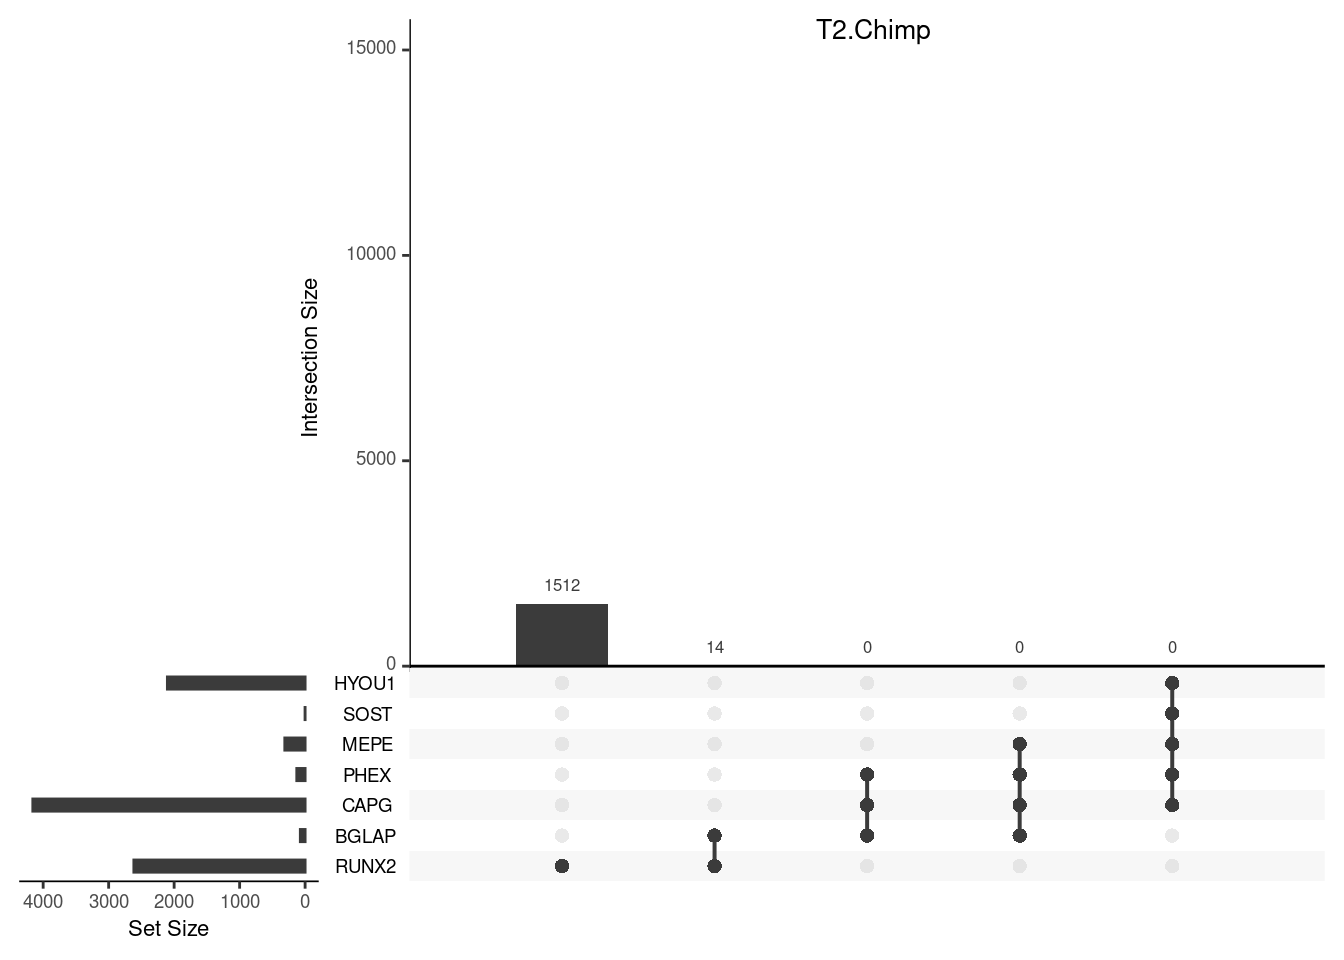 T2.Chimp
15000
10000
5000
0
Intersection Size
1512
14
0
0
0
HYOU1
SOST
MEPE
PHEX
CAPG
BGLAP
RUNX2
4000 3000 2000 1000 0
Set Size